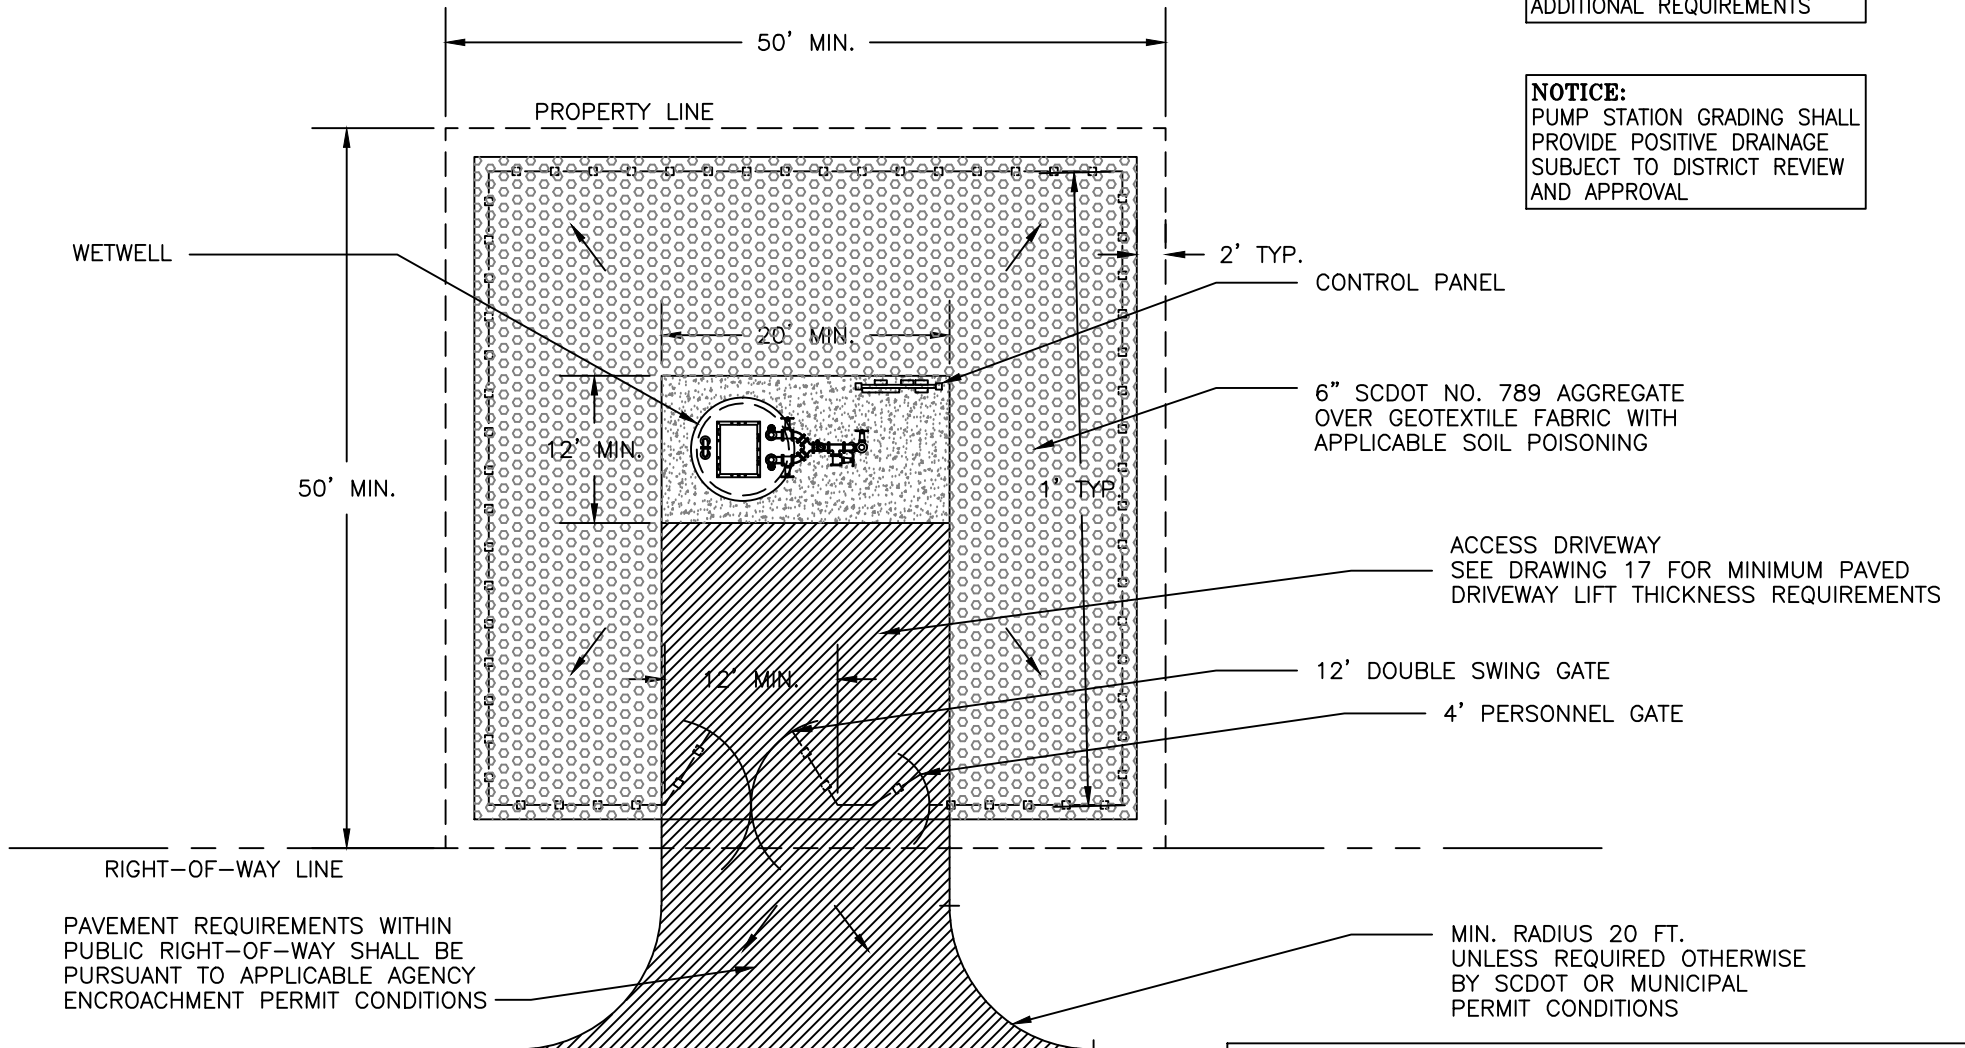 ADDITIONAL REQUIREMENTS
50' MIN.
NOTICE:
PUMP STATION GRADING SHALL
PROVIDE POSITIVE DRAINAGE
SUBJECT TO DISTRICT REVIEW
AND APPROVAL
PROPERTY LINE
WETWELL
2' TYP.
CONTROL PANEL
20' MIN.
6" SCDOT NO. 789 AGGREGATE
OVER GEOTEXTILE FABRIC WITH
APPLICABLE SOIL POISONING
12' MIN.
50' MIN.
1' TYP.
ACCESS DRIVEWAY
SEE DRAWING 17 FOR MINIMUM PAVED
DRIVEWAY LIFT THICKNESS REQUIREMENTS
12' MIN.
12' DOUBLE SWING GATE
4' PERSONNEL GATE
RIGHT-OF-WAY LINE
PAVEMENT REQUIREMENTS WITHIN
PUBLIC RIGHT-OF-WAY SHALL BE
PURSUANT TO APPLICABLE AGENCY
ENCROACHMENT PERMIT CONDITIONS
MIN. RADIUS 20 FT.
UNLESS REQUIRED OTHERWISE
BY SCDOT OR MUNICIPAL
PERMIT CONDITIONS